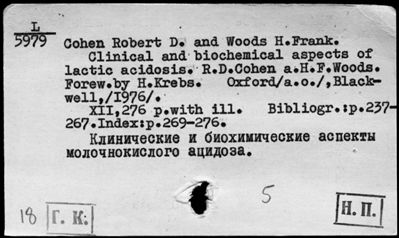 L
5979
Cohen Robert D. and Woods H.Frank.
Clinical and biochemical aspects of
lactic acidosis. R.D.Cohen a.H.F.Woods.
Forew.by H.Krebs. Oxford/a.o./,Black-
well,/I976/.
XII,276 p.with ill. Bibliogr.:p.237-
267.Index:p.269-276.
Клинические и биохимические аспекты
молочнокислого ацидоза.
5
18 Г. К. Н. П.